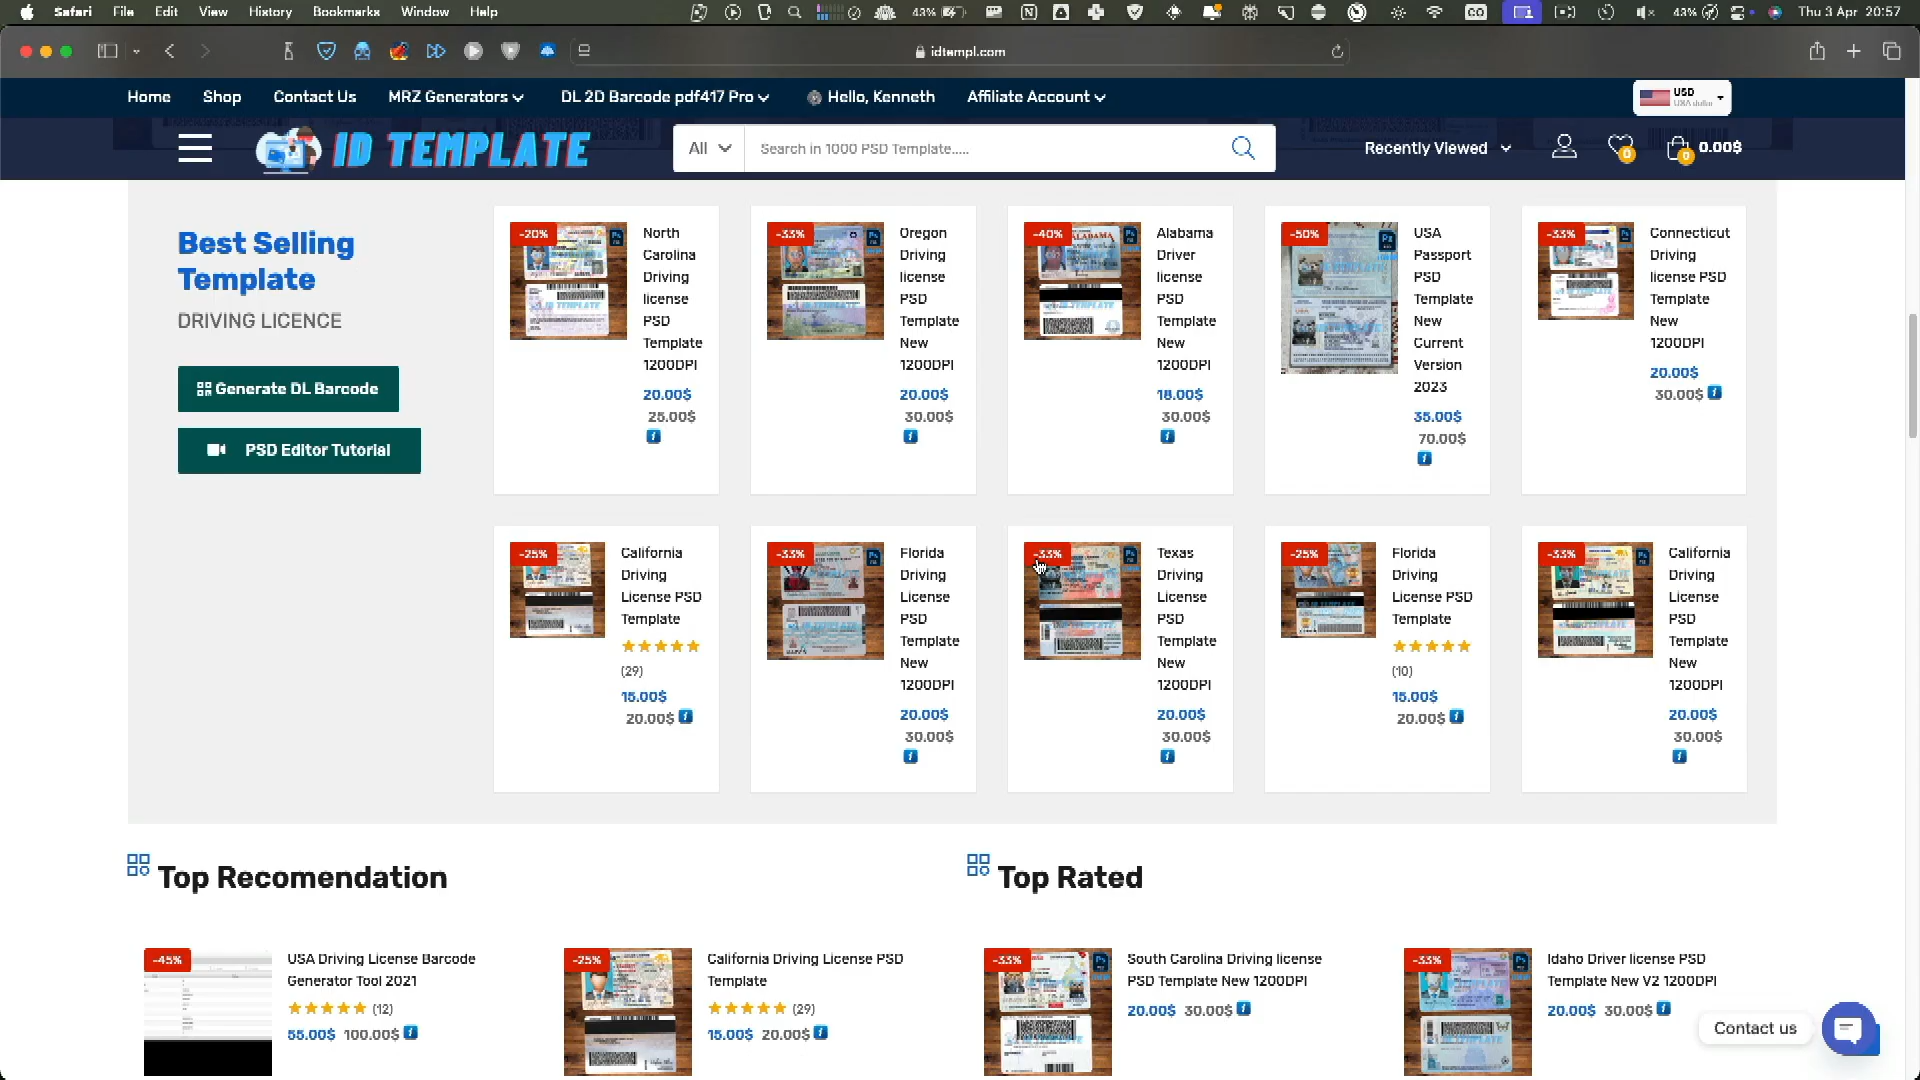 Safari File Edit View History Bookmarks Window Help 43% 43% Thu 3 Apr 20:57
idtempl.com
Home Shop Contact Us MRZ Generators DL 2D Barcode pdf417 Pro Hello, Kenneth Affiliate Account USD
USA dollar
ID TEMPLATE All Search in 1000 PSD Template..... Recently Viewed 0 0 0.00$
Best Selling
Template
DRIVING LICENCE
Generate DL Barcode
PSD Editor Tutorial
-20%
North
Carolina
Driving
license
PSD
Template
1200DPI
20.00$
25.00$
-33%
Oregon
Driving
license
PSD
Template
New
1200DPI
20.00$
30.00$
-40%
ALABAMA
Alabama
Driver
license
PSD
Template
New
1200DPI
18.00$
30.00$
-50%
USA
Passport
PSD
Template
New
Current
Version
2023
35.00$
70.00$
-33%
Connecticut
Driving
license PSD
Template
New
1200DPI
20.00$
30.00$
-25%
California
Driving
License PSD
Template
(29)
15.00$
20.00$
-33%
Florida
Driving
License
PSD
Template
New
1200DPI
20.00$
30.00$
-33%
Texas
Driving
License
PSD
Template
New
1200DPI
20.00$
30.00$
-25%
Florida
Driving
License PSD
Template
(10)
15.00$
20.00$
-33%
California
Driving
License
PSD
Template
New
1200DPI
20.00$
30.00$
Top Recomendation
Top Rated
-45%
USA Driving License Barcode
Generator Tool 2021
(12)
55.00$ 100.00$
-25%
California Driving License PSD
Template
(29)
15.00$ 20.00$
-33%
South Carolina Driving license
PSD Template New 1200DPI
20.00$ 30.00$
-33%
Idaho Driver license PSD
Template New V2 1200DPI
20.00$ 30.00$
Contact us